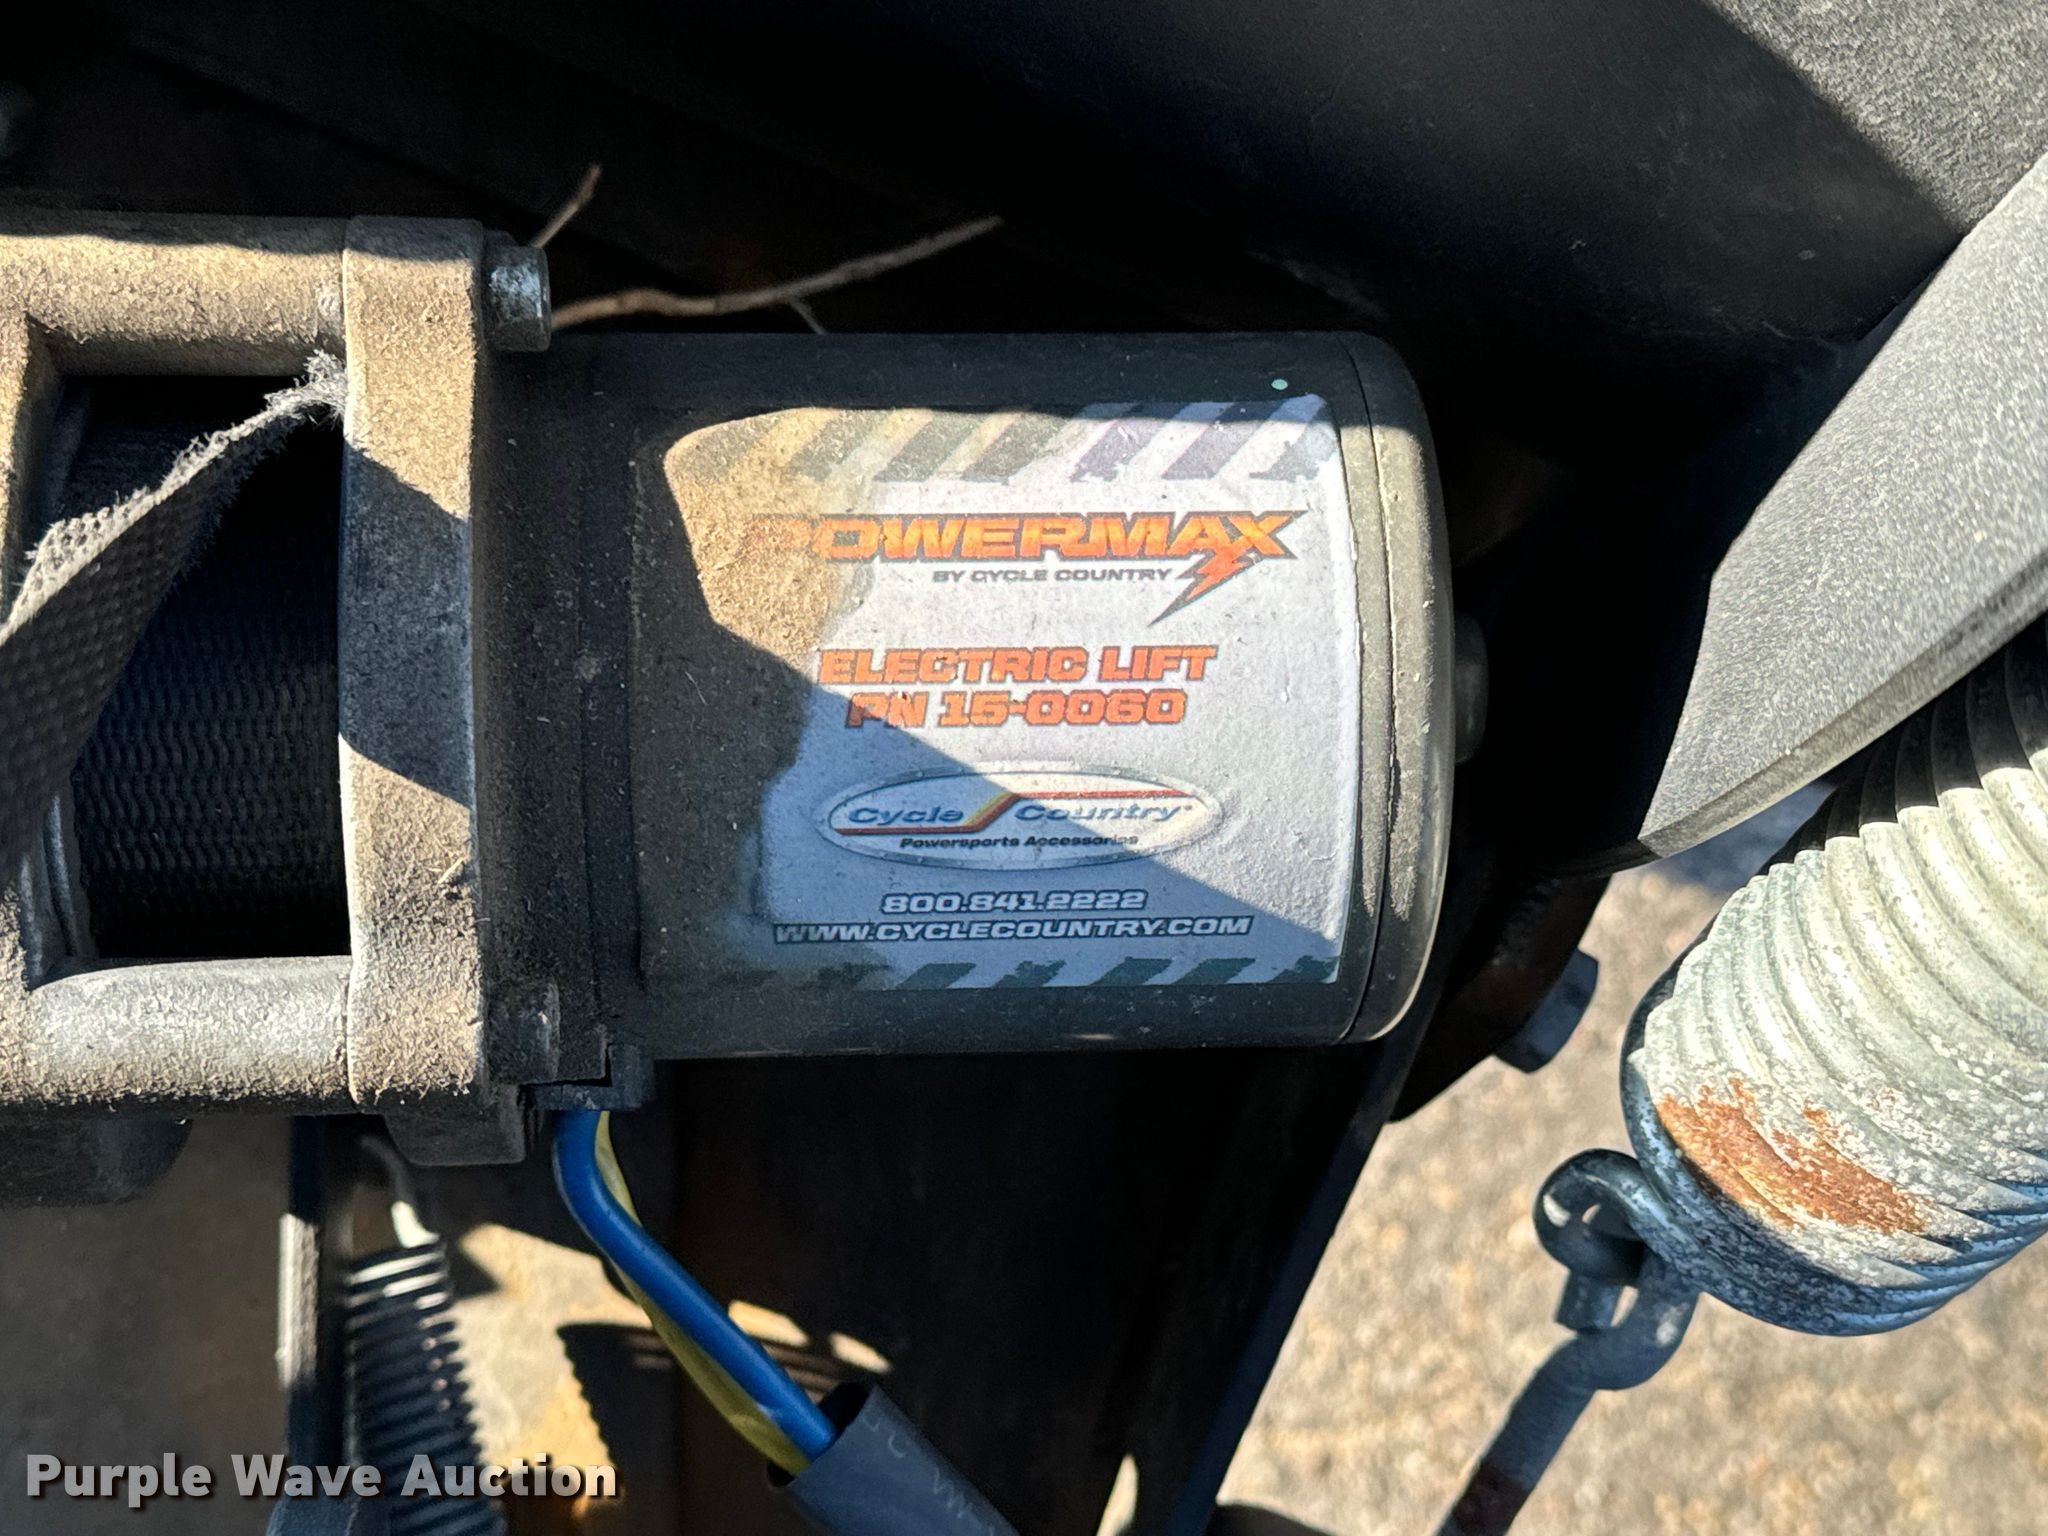 POWERMAX
BY CYCLE COUNTRY
ELECTRIC LIFT
PN 15-0060
Cycle Country®
Powersports Accessories
800.841.2222
WWW.CYCLECOUNTRY.COM
Purple Wave Auction